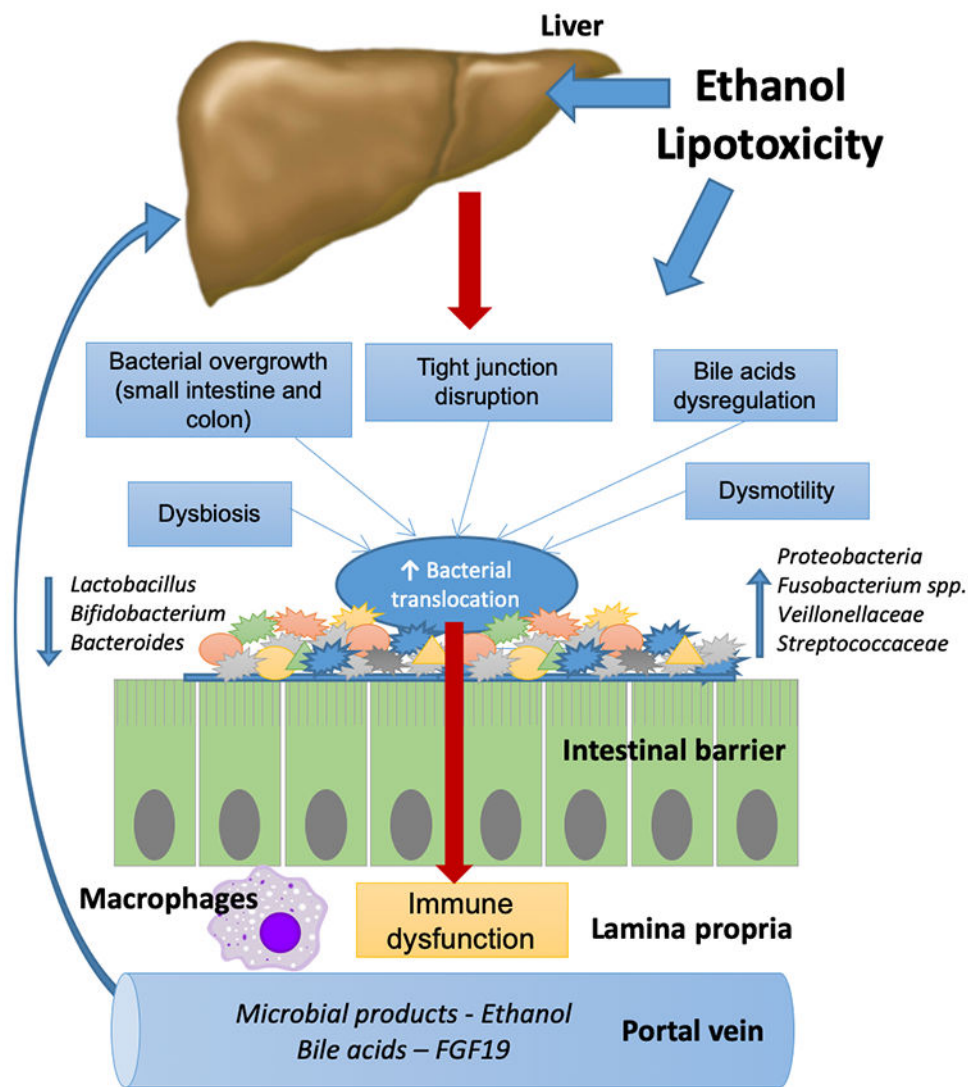 Liver
Ethanol
Lipotoxicity
Bacterial overgrowth
(small intestine and
colon)
Tight junction
disruption
Bile acids
dysregulation
Dysbiosis
Dysmotility
↑ Bacterial
translocation
Lactobacillus
Bifidobacterium
Bacteroides
Proteobacteria
Fusobacterium spp.
Veillonellaceae
Streptococcaceae
Intestinal barrier
Macrophages
Immune
dysfunction
Lamina propria
Microbial products - Ethanol
Bile acids – FGF19
Portal vein